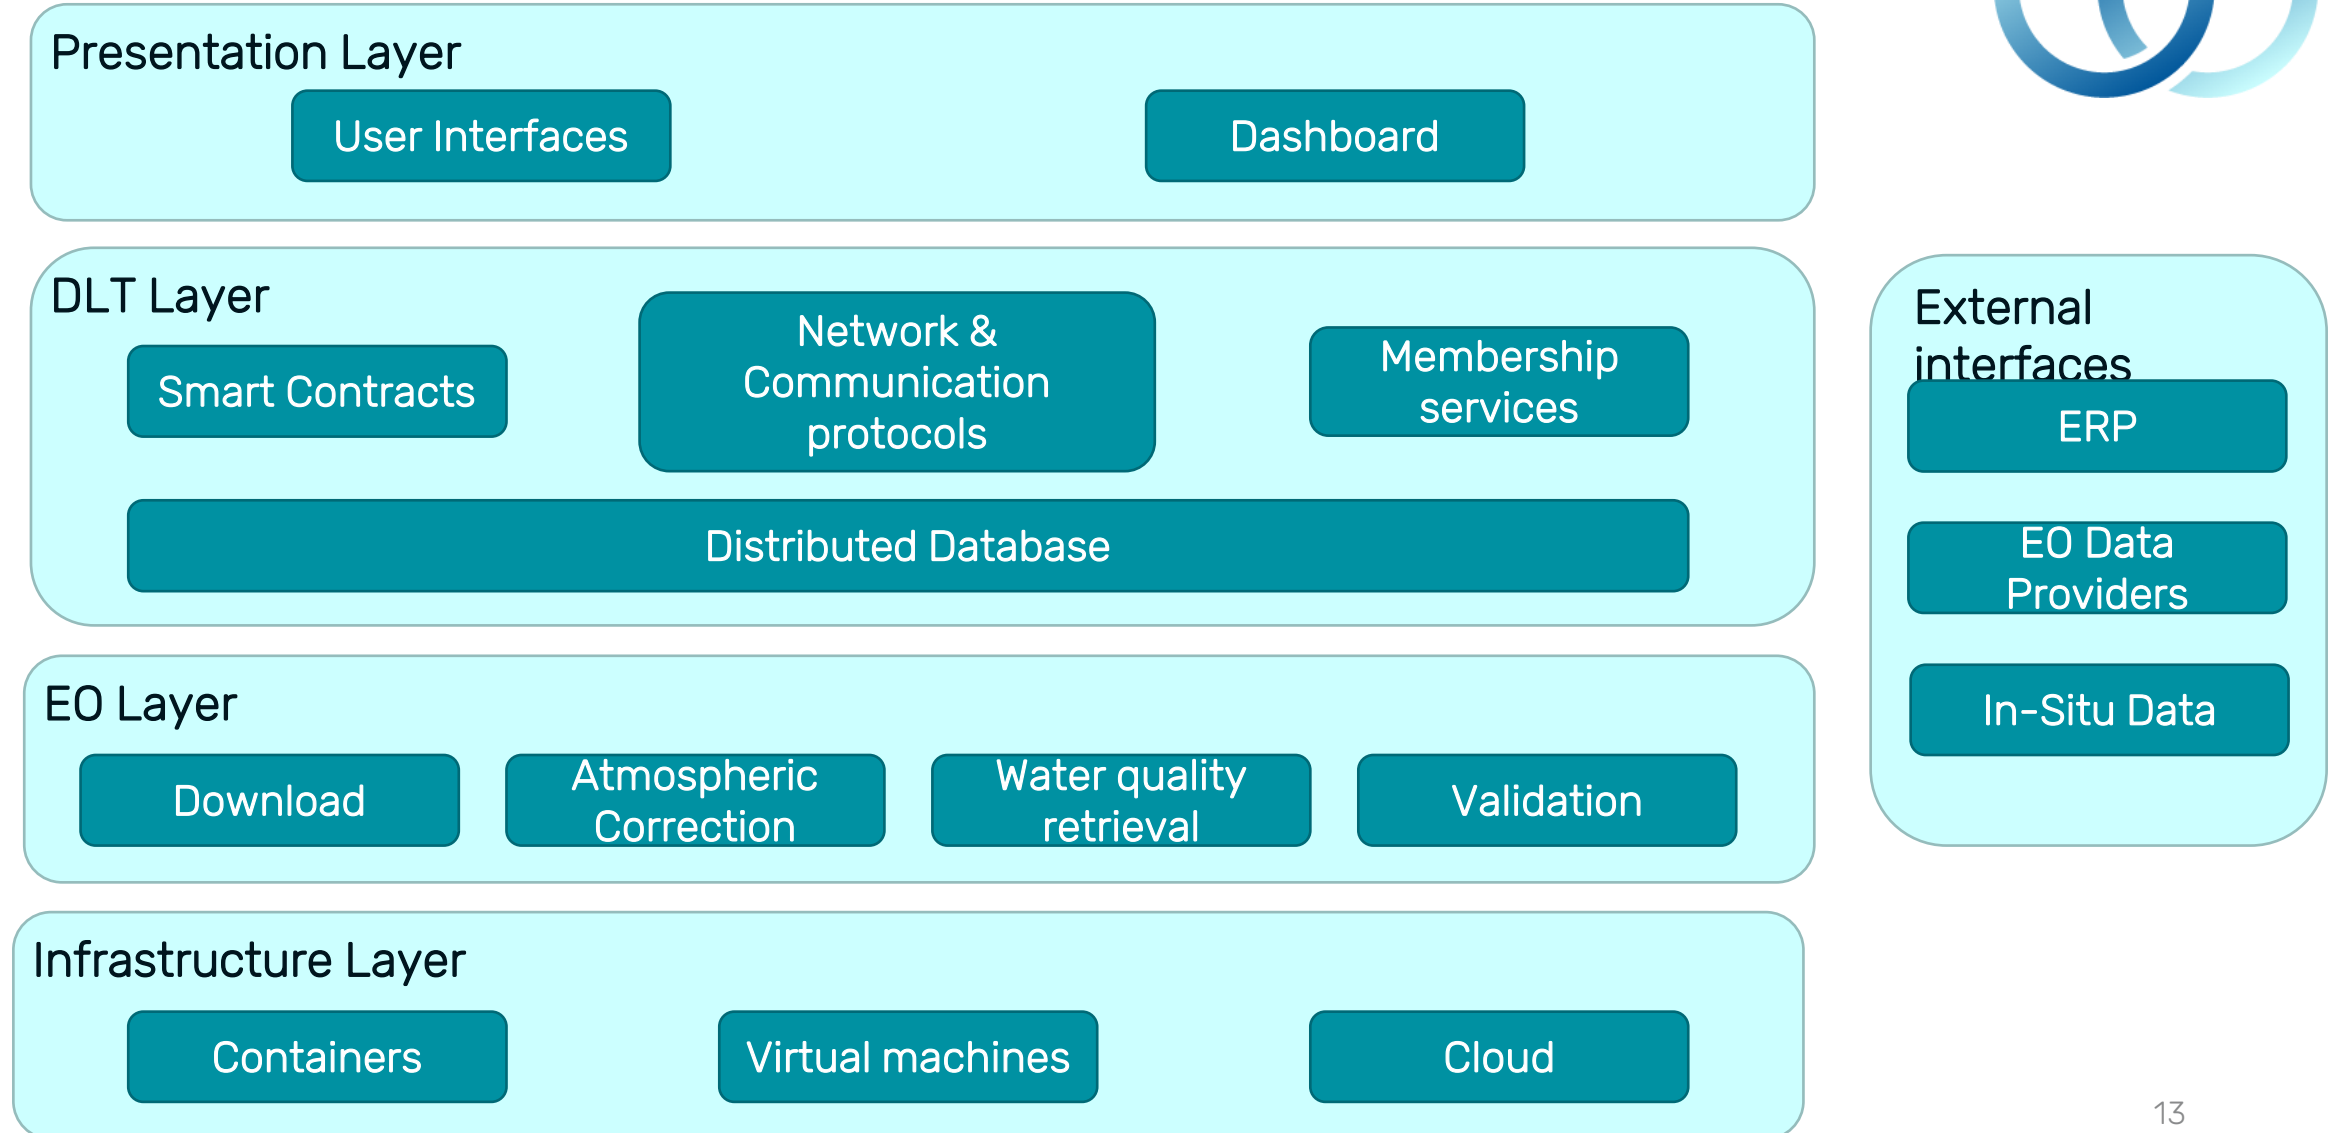 Presentation Layer
User Interfaces
Dashboard
DLT Layer
Smart Contracts
Network &
Communication
protocols
Membership
services
Distributed Database
EO Layer
Download
Atmospheric
Correction
Water quality
retrieval
Validation
Infrastructure Layer
Containers
Virtual machines
Cloud
External
interfaces
ERP
EO Data
Providers
In-Situ Data
13